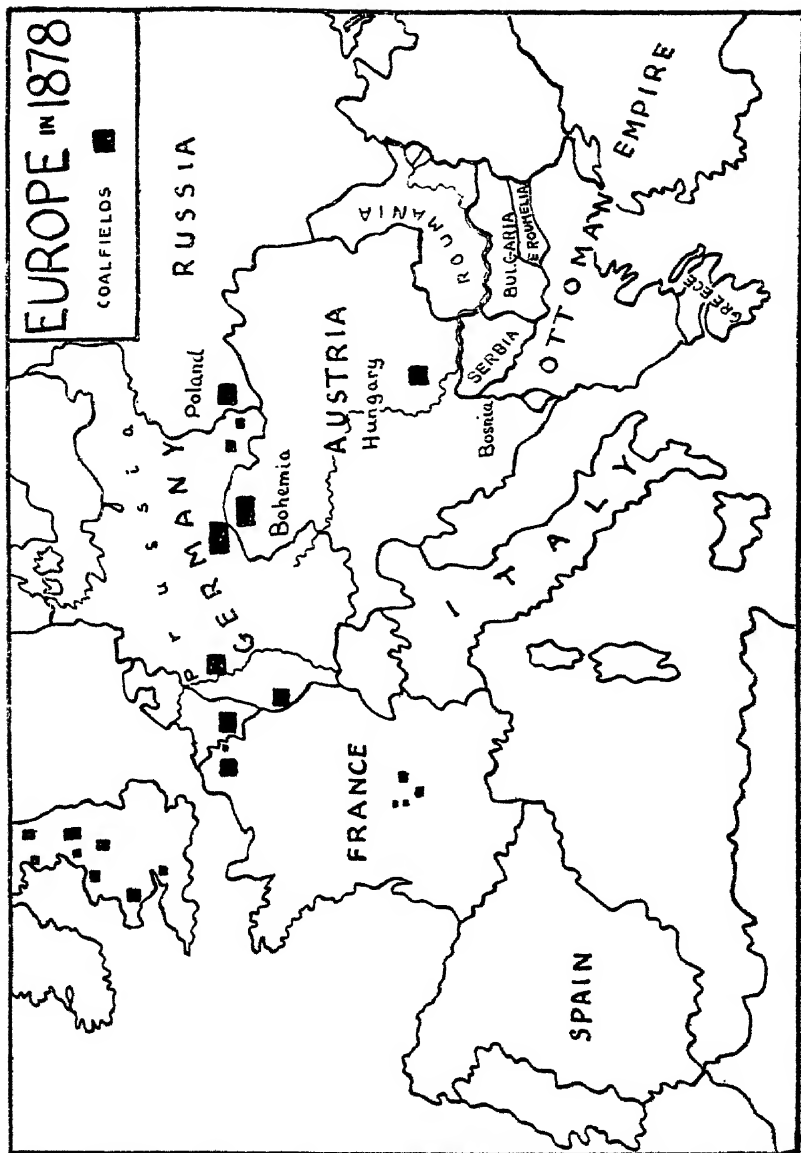 EUROPE IN 1878
COALFIELDS
RUSSIA
Prussia
GERMANY
Poland
Bohemia
AUSTRIA
Hungary
ROUMANIA
FRANCE
BULGARIA
E ROUMELIA
SERBIA
Bosnia
ITALY
OTTOMAN
EMPIRE
SPAIN
GREECE